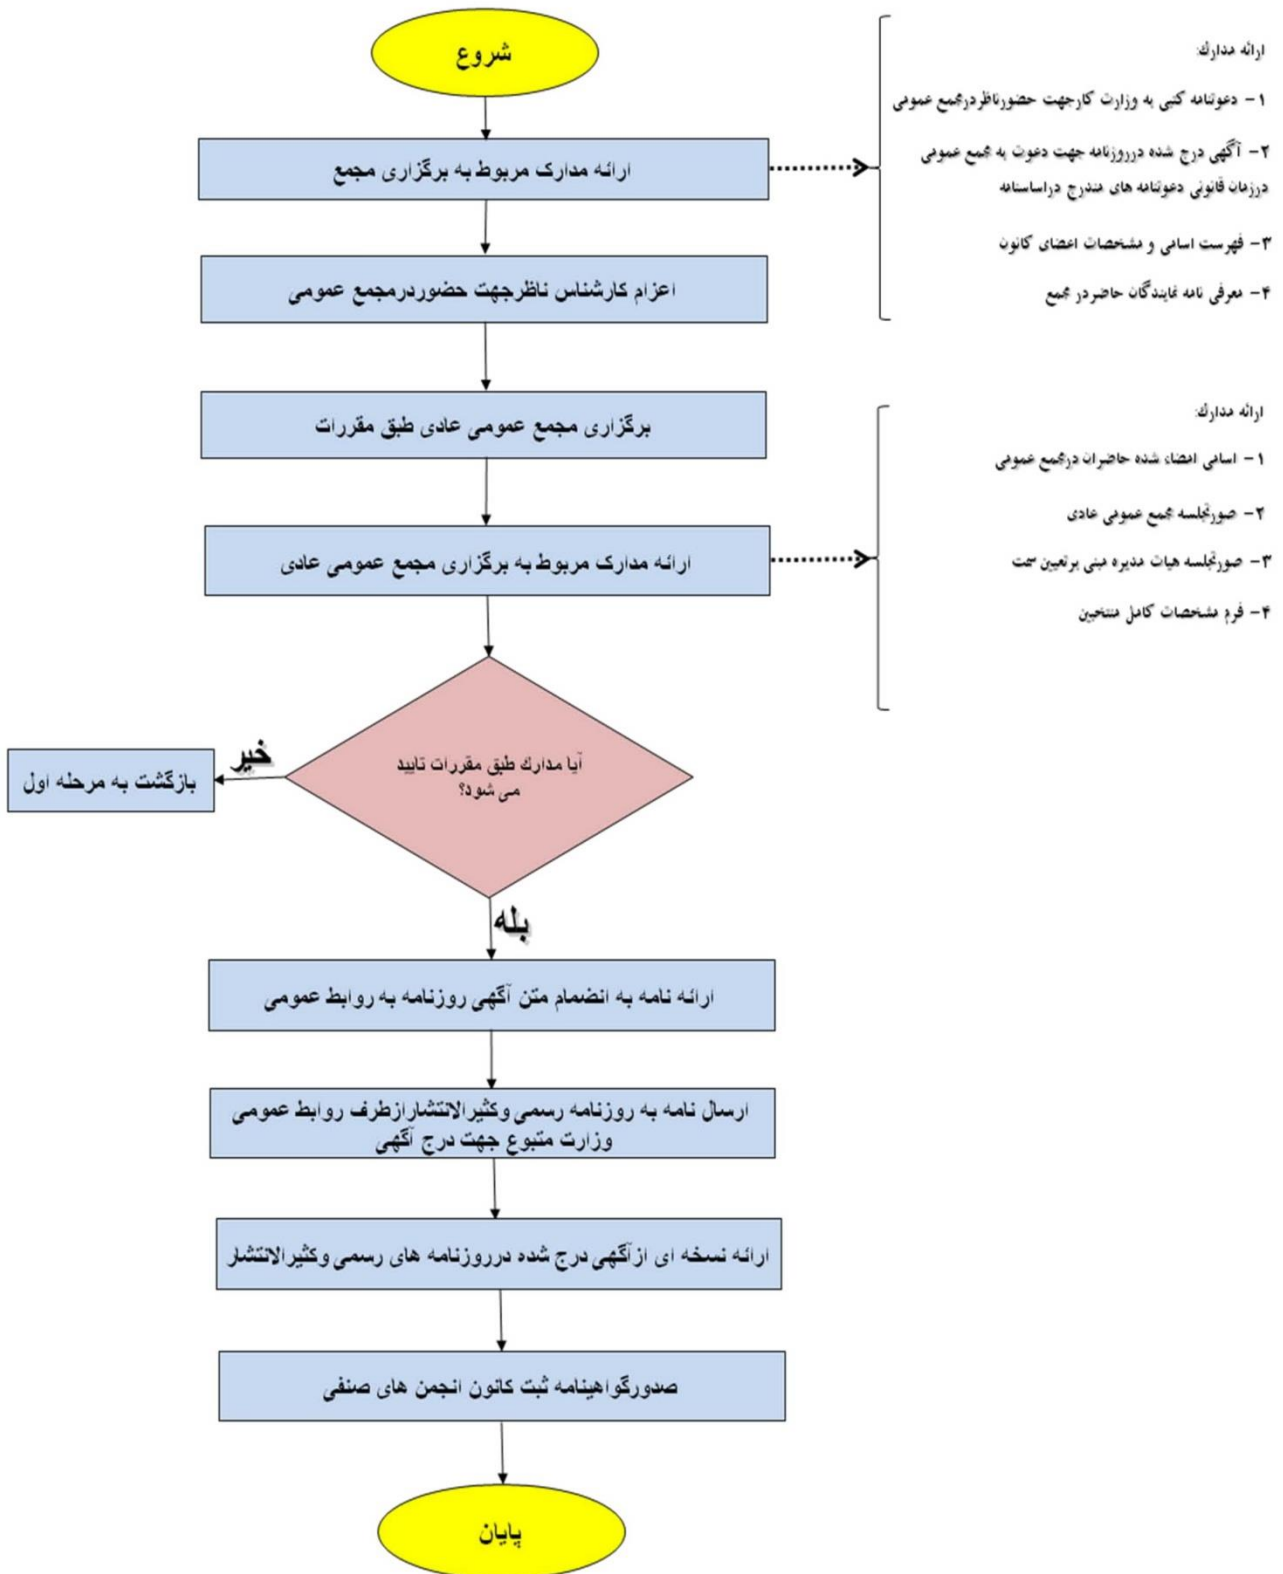 شروع
ارائه مدارک مربوط به برگزاری مجمع
ارائه مدارك:
۱- دعوتنامه کتبی به وزارت کارجهت حضورناظردرمجمع عمومی
۲- آگهی درج شده درروزنامه جهت دعوت به مجمع عمومی
درزمان قانونی دعوتنامه های مندرج دراساسنامه
۳- فهرست اسامی و مشخصات اعضای کانون
۴- معرفی نامه نمایندگان حاضردر مجمع
اعزام کارشناس ناظرجهت حضوردرمجمع عمومی
برگزاری مجمع عمومی عادی طبق مقررات
ارائه مدارک مربوط به برگزاری مجمع عمومی عادی
ارائه مدارك:
۱- اسامی امضاء شده حاضران درمجمع عمومی
۲- صورتجلسه مجمع عمومی عادی
۳- صورتجلسه هیات مدیره مبنی برتعیین سمت
۴- فرم مشخصات کامل منتخبین
آیا مدارك طبق مقررات تایید
می شود؟
خیر
بازگشت به مرحله اول
بله
ارائه نامه به انضمام متن آگهی روزنامه به روابط عمومی
ارسال نامه به روزنامه رسمی وکثیرالانتشارازطرف روابط عمومی
وزارت متبوع جهت درج آگهی
ارائه نسخه ای ازآگهی درج شده درروزنامه های رسمی وکثیرالانتشار
صدورگواهینامه ثبت کانون انجمن های صنفی
پایان